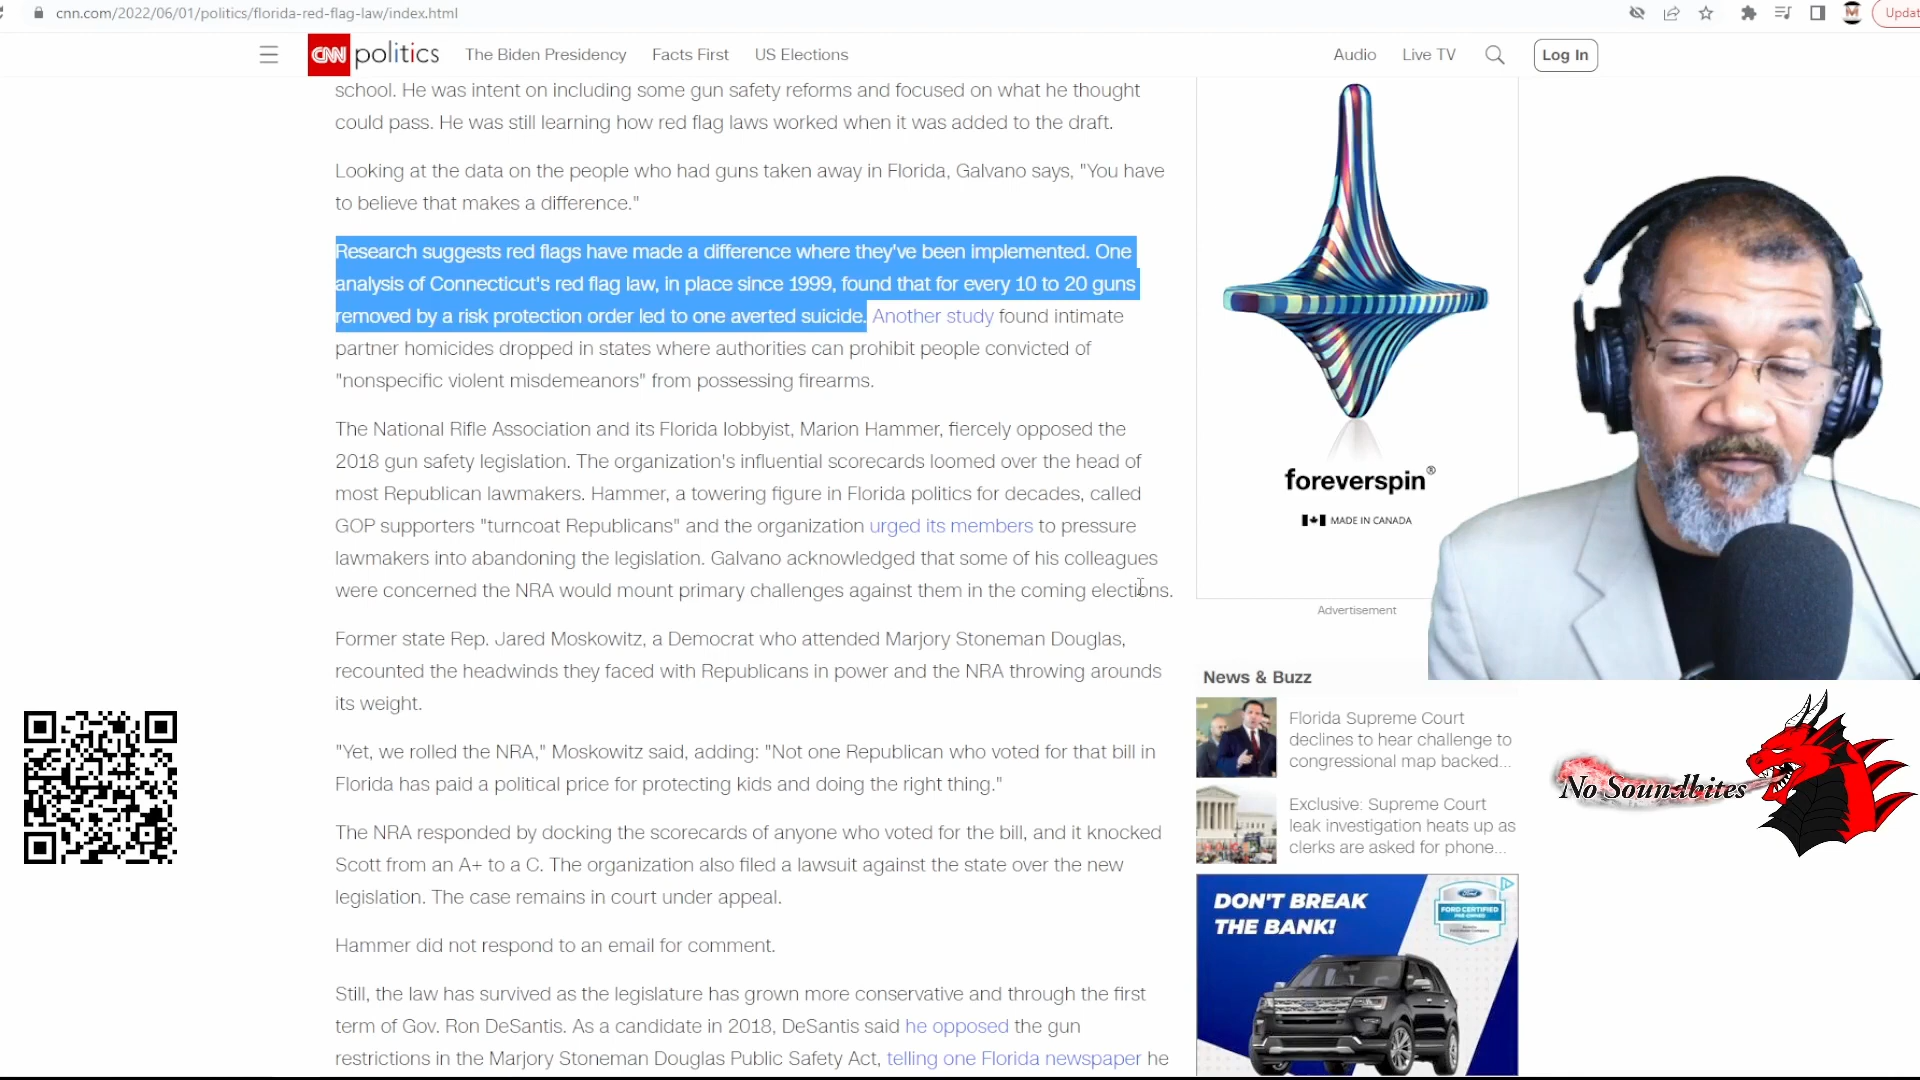 cnn.com/2022/06/01/politics/florida-red-flag-law/index.html
Updat
CNN politics
The Biden Presidency
Facts First
US Elections
Audio
Live TV
Log In
school. He was intent on including some gun safety reforms and focused on what he thought
could pass. He was still learning how red flag laws worked when it was added to the draft.
Looking at the data on the people who had guns taken away in Florida, Galvano says, "You have
to believe that makes a difference."
Research suggests red flags have made a difference where they've been implemented. One
analysis of Connecticut's red flag law, in place since 1999, found that for every 10 to 20 guns
removed by a risk protection order led to one averted suicide. Another study found intimate
partner homicides dropped in states where authorities can prohibit people convicted of
"nonspecific violent misdemeanors" from possessing firearms.
The National Rifle Association and its Florida lobbyist, Marion Hammer, fiercely opposed the
2018 gun safety legislation. The organization's influential scorecards loomed over the head of
most Republican lawmakers. Hammer, a towering figure in Florida politics for decades, called
GOP supporters "turncoat Republicans" and the organization urged its members to pressure
lawmakers into abandoning the legislation. Galvano acknowledged that some of his colleagues
were concerned the NRA would mount primary challenges against them in the coming elections.
Former state Rep. Jared Moskowitz, a Democrat who attended Marjory Stoneman Douglas,
recounted the headwinds they faced with Republicans in power and the NRA throwing arounds
its weight.
"Yet, we rolled the NRA," Moskowitz said, adding: "Not one Republican who voted for that bill in
Florida has paid a political price for protecting kids and doing the right thing."
The NRA responded by docking the scorecards of anyone who voted for the bill, and it knocked
Scott from an A+ to a C. The organization also filed a lawsuit against the state over the new
legislation. The case remains in court under appeal.
Hammer did not respond to an email for comment.
Still, the law has survived as the legislature has grown more conservative and through the first
term of Gov. Ron DeSantis. As a candidate in 2018, DeSantis said he opposed the gun
restrictions in the Marjory Stoneman Douglas Public Safety Act, telling one Florida newspaper he
foreverspin®
MADE IN CANADA
Advertisement
News & Buzz
Florida Supreme Court
declines to hear challenge to
congressional map backed...
Exclusive: Supreme Court
leak investigation heats up as
clerks are asked for phone...
DON'T BREAK
THE BANK!
Ford
FORD CERTIFIED
No Soundbites